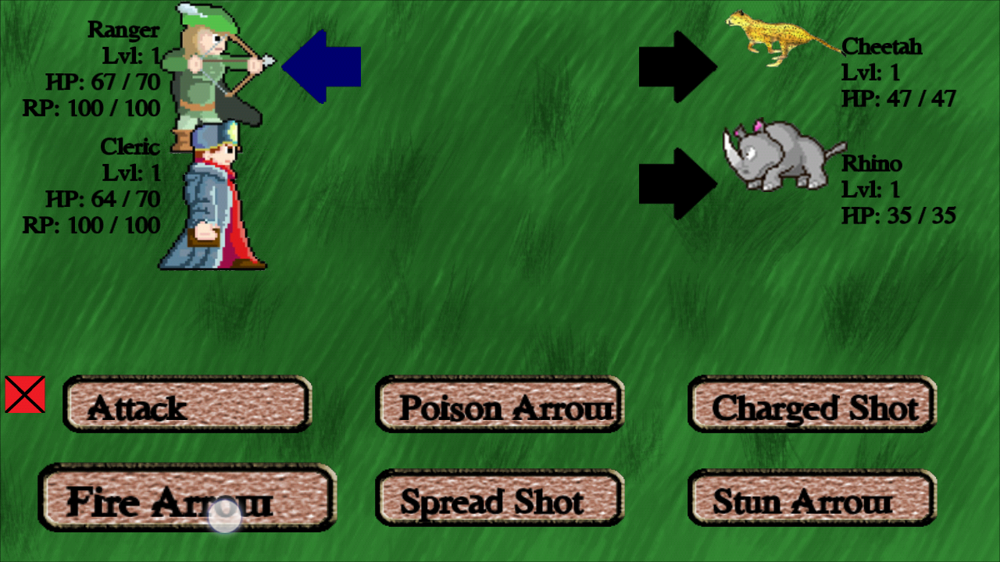 Ranger
Lvl: 1
HP: 67 / 70
RP: 100 / 100
Cleric
Lvl: 1
HP: 64 / 70
RP: 100 / 100
Cheetah
Lvl: 1
HP: 47 / 47
Rhino
Lvl: 1
HP: 35 / 35
Attack
Poison Arrow
Charged Shot
Fire Arrow
Spread Shot
Stun Arrow